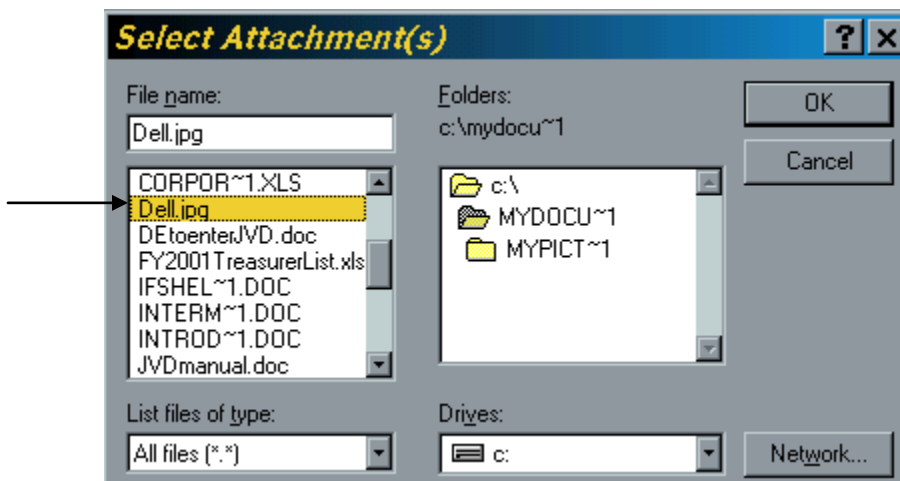 Select Attachment(s)
File name:
Dell.jpg
CORPOR~1.XLS
Dell.jpg
DEtoenterJVD.doc
FY2001TreasurerList.xls
IFSHEL~1.DOC
INTERM~1.DOC
INTROD~1.DOC
JVDmanual.doc
List files of type:
All files (*.*)
Folders:
c:\mydocu~1
c:\
MYDOCU~1
MYPICT~1
Drives:
c:
OK
Cancel
Network...